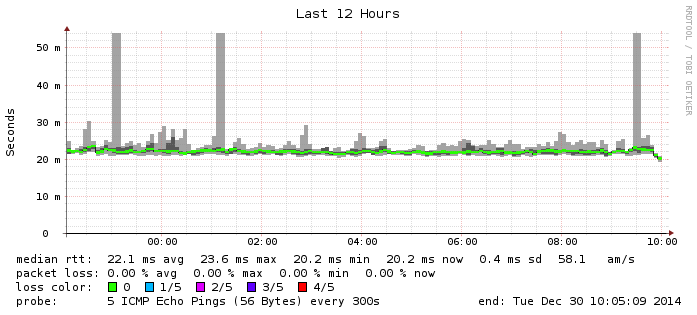 Last 12 Hours
RRDTOOL / TOBI OETIKER
Seconds
50 m
40 m
30 m
20 m
10 m
0
00:00 02:00 04:00 06:00 08:00 10:00
median rtt: 22.1 ms avg 23.6 ms max 20.2 ms min 20.2 ms now 0.4 ms sd 58.1 am/s
packet loss: 0.00 % avg 0.00 % max 0.00 % min 0.00 % now
loss color: 0 1/5 2/5 3/5 4/5
probe: 5 ICMP Echo Pings (56 Bytes) every 300s end: Tue Dec 30 10:05:09 2014